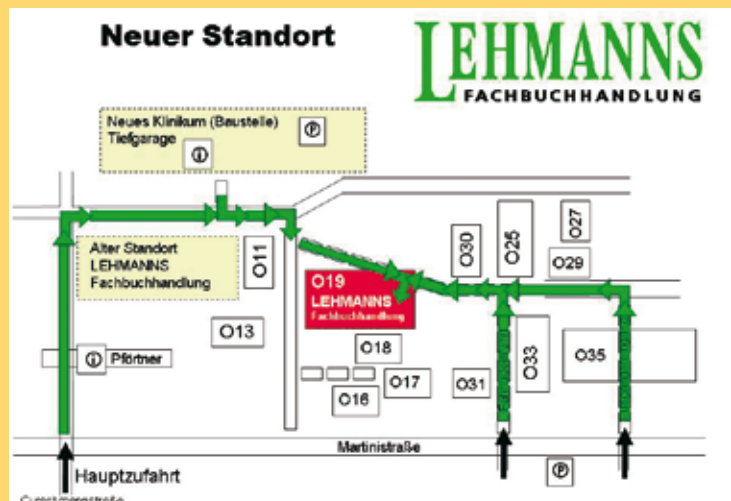 Neuer Standort
LEHMANNS
FACHBUCHHANDLUNG
Neues Klinikum (Baustelle)
Tiefgarage
P
i
Alter Standort
LEHMANNS
Fachbuchhandlung
O11
O30
O25
O27
O29
O19
LEHMANNS
Fachbuchhandlung
O13
O18
O33
O35
i
Pförtner
O17
O31
O16
Martinistraße
Hauptzufahrt
P